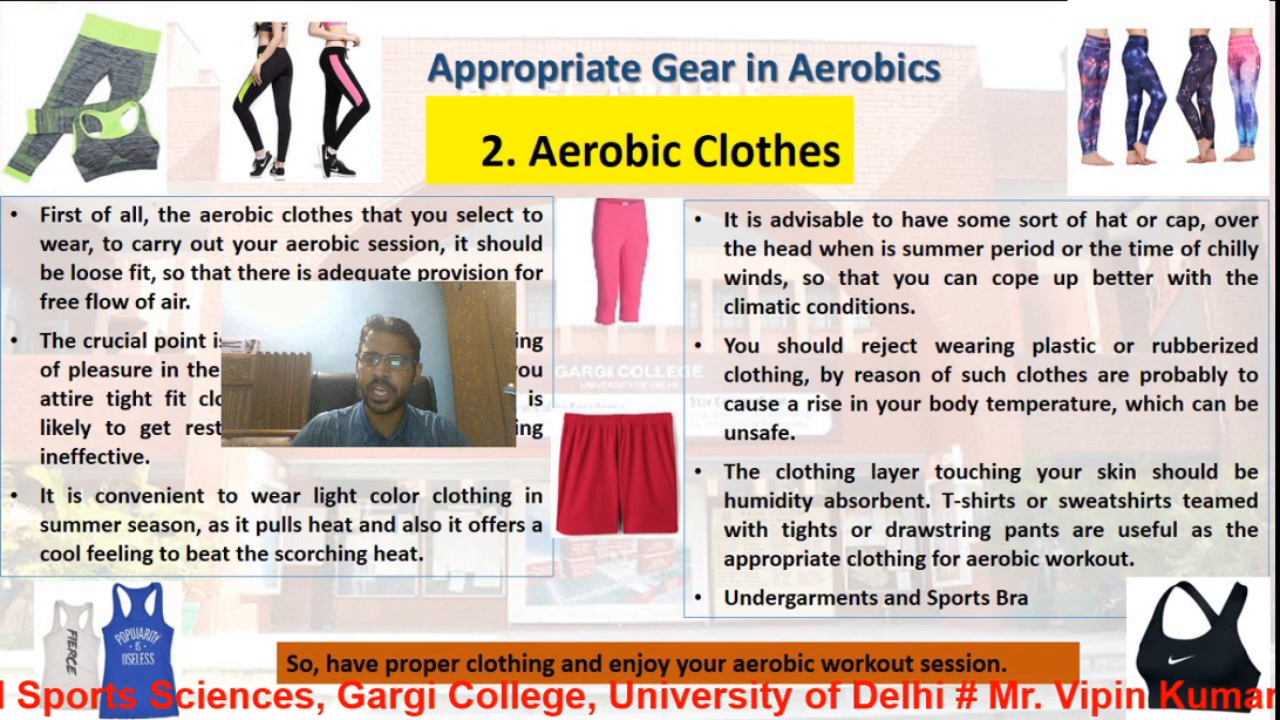 Appropriate Gear in Aerobics
2. Aerobic Clothes
• First of all, the aerobic clothes that you select to
wear, to carry out your aerobic session, it should
be loose fit, so that there is adequate provision for
free flow of air.
• The crucial point
of pleasure in the
attire tight fit
is
likely to get
ineffective.
• It is convenient to wear light color clothing in
summer season, as it pulls heat and also it offers a
cool feeling to beat the scorching heat.
GARGI COLLEGE
UNIVERSITY OF DELHI
• It is advisable to have some sort of hat or cap, over
the head when is summer period or the time of chilly
winds, so that you can cope up better with the
climatic conditions.
• You should reject wearing plastic or rubberized
clothing, by reason of such clothes are probably to
cause a rise in your body temperature, which can be
unsafe.
• The clothing layer touching your skin should be
humidity absorbent. T-shirts or sweatshirts teamed
with tights or drawstring pants are useful as the
appropriate clothing for aerobic workout.
• Undergarments and Sports Bra
FIERCE
POPULARITY
IS
USELESS
So, have proper clothing and enjoy your aerobic workout session.
Sports Sciences, Gargi College, University of Delhi # Mr. Vipin Kumar